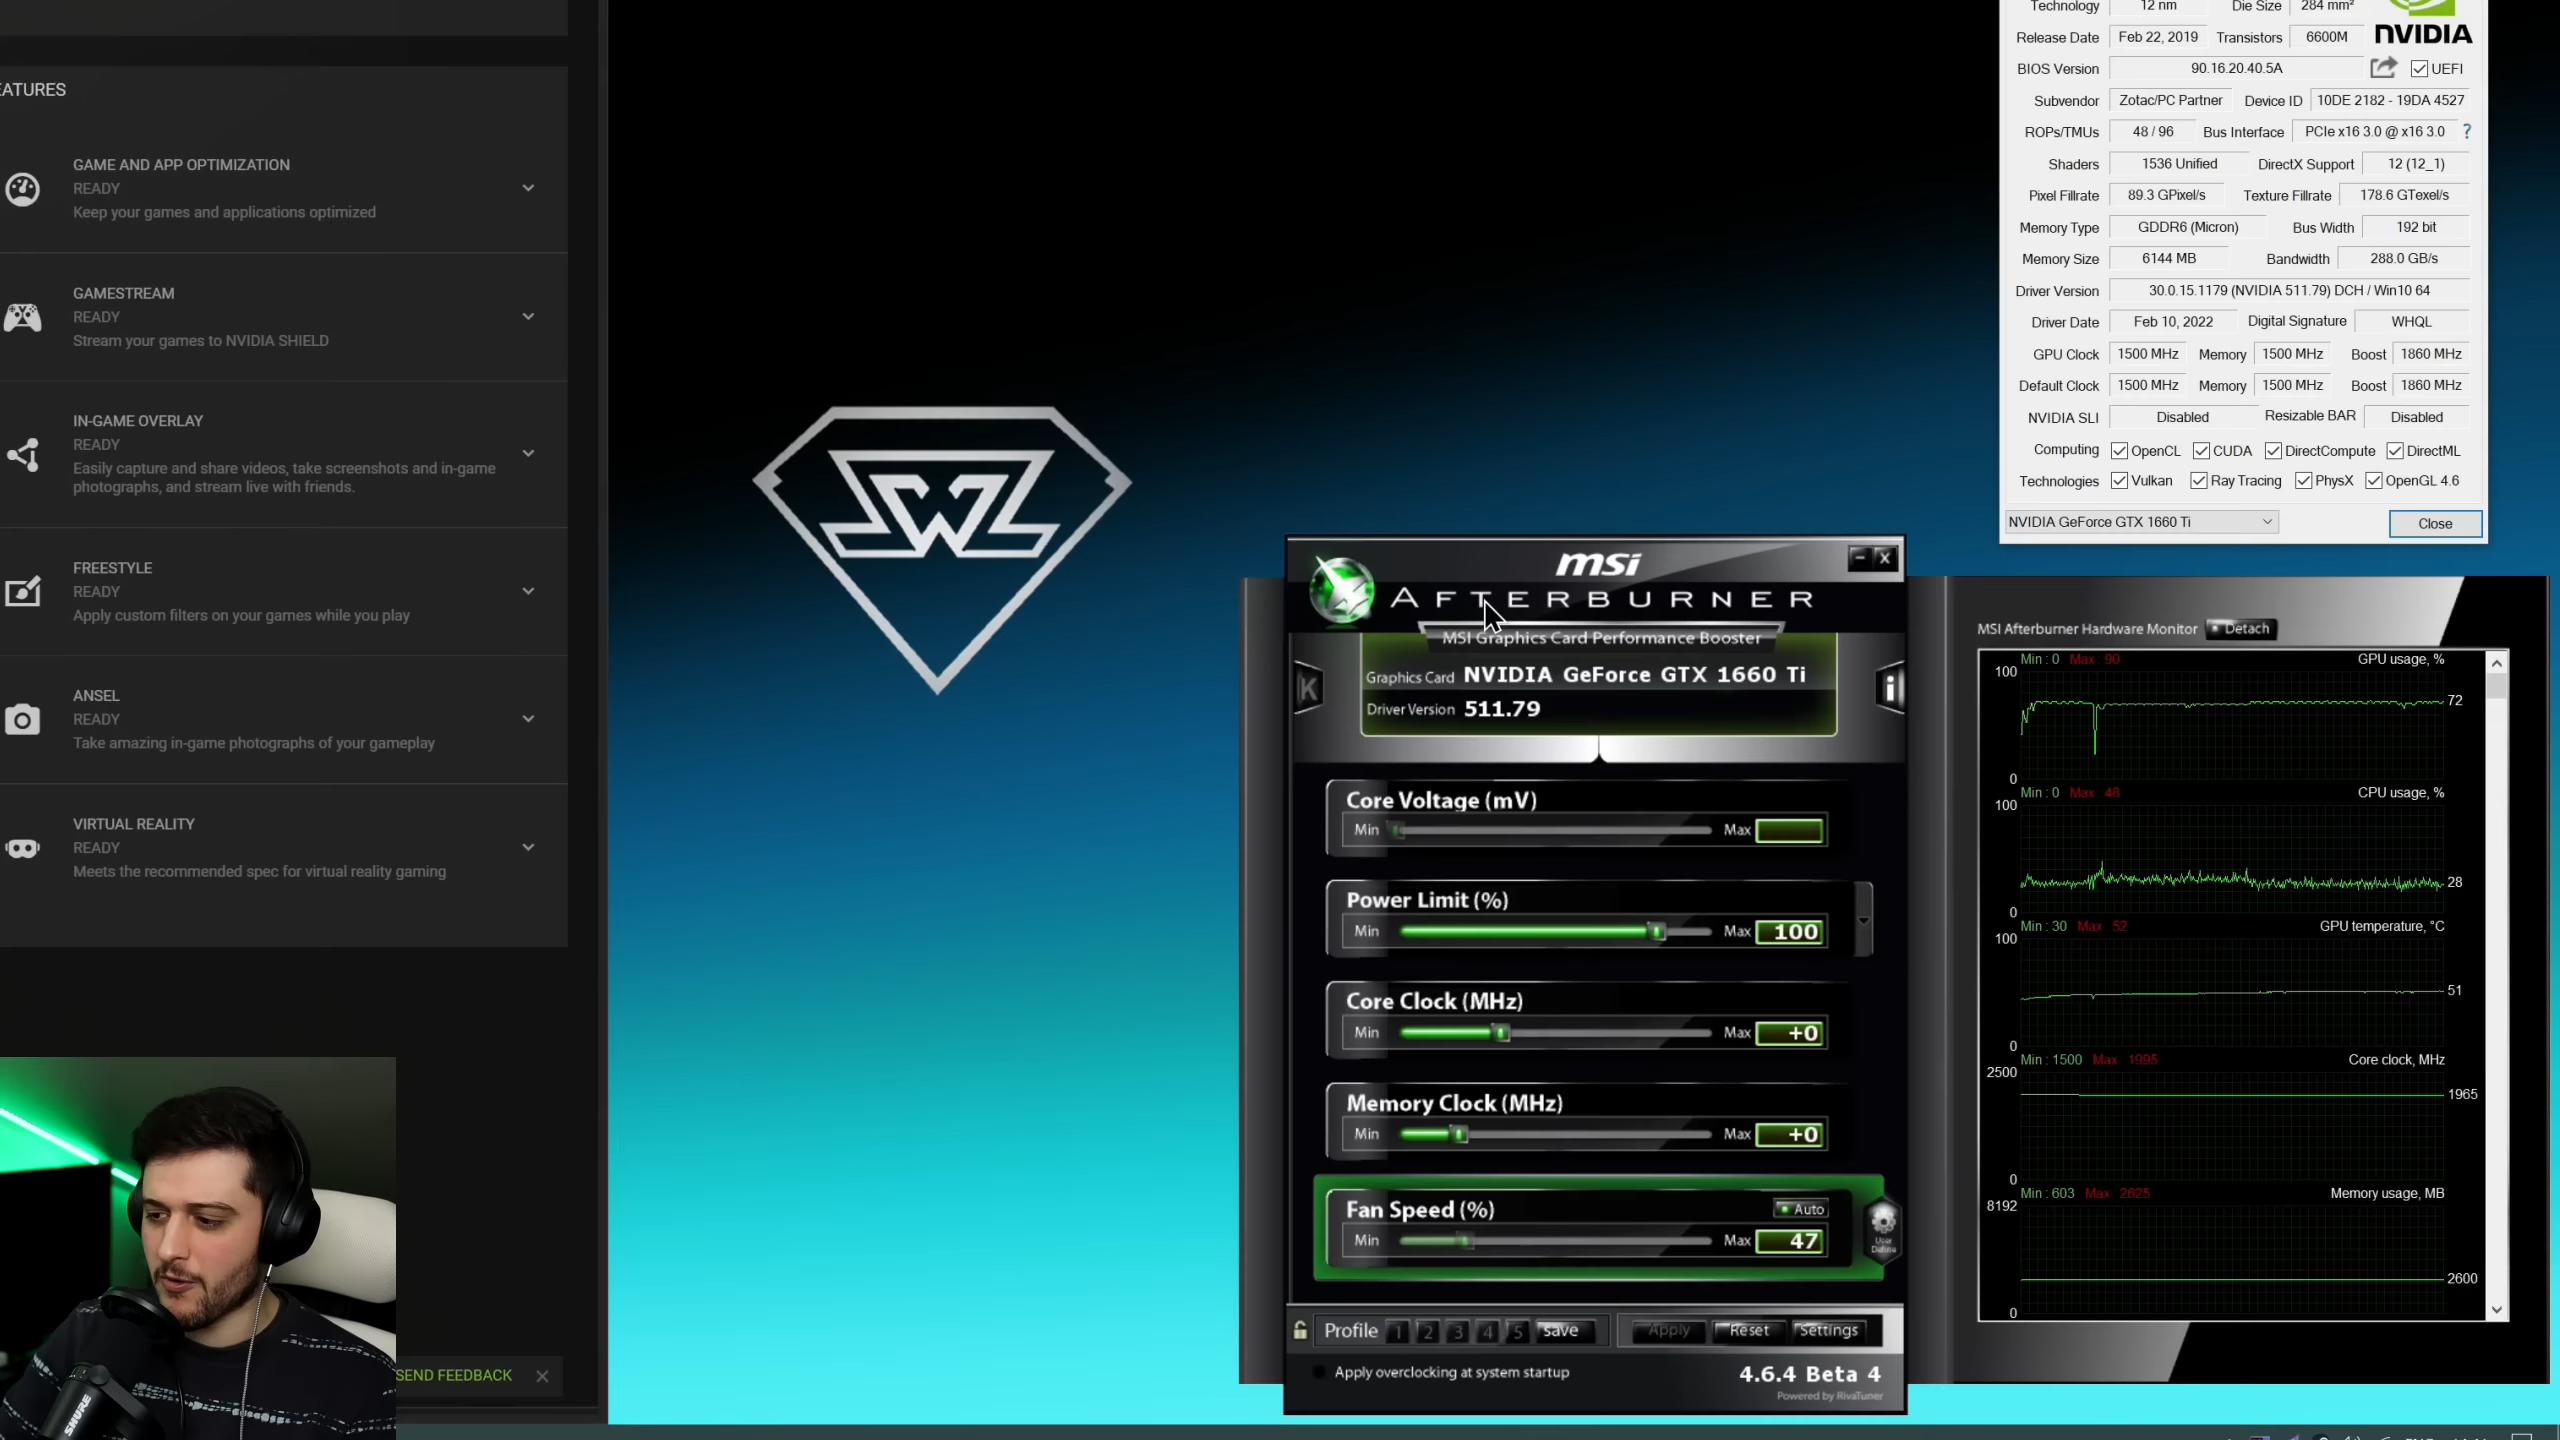 EATURES
GAME AND APP OPTIMIZATION
READY
Keep your games and applications optimized
GAMESTREAM
READY
Stream your games to NVIDIA SHIELD
IN-GAME OVERLAY
READY
Easily capture and share videos, take screenshots and in-game
photographs, and stream live with friends.
FREESTYLE
READY
Apply custom filters on your games while you play
ANSEL
READY
Take amazing in-game photographs of your gameplay
VIRTUAL REALITY
READY
Meets the recommended spec for virtual reality gaming
SEND FEEDBACK
SHURE
Technology 12 nm Die Size 284 mm²
NVIDIA
Release Date Feb 22, 2019 Transistors 6600M
BIOS Version 90.16.20.40.5A UEFI
Subvendor Zotac/PC Partner Device ID 10DE 2182 - 19DA 4527
ROPs/TMUs 48 / 96 Bus Interface PCIe x16 3.0 @ x16 3.0 ?
Shaders 1536 Unified DirectX Support 12 (12_1)
Pixel Fillrate 89.3 GPixel/s Texture Fillrate 178.6 GTexel/s
Memory Type GDDR6 (Micron) Bus Width 192 bit
Memory Size 6144 MB Bandwidth 288.0 GB/s
Driver Version 30.0.15.1179 (NVIDIA 511.79) DCH / Win10 64
Driver Date Feb 10, 2022 Digital Signature WHQL
GPU Clock 1500 MHz Memory 1500 MHz Boost 1860 MHz
Default Clock 1500 MHz Memory 1500 MHz Boost 1860 MHz
NVIDIA SLI Disabled Resizable BAR Disabled
Computing OpenCL CUDA DirectCompute DirectML
Technologies Vulkan Ray Tracing PhysX OpenGL 4.6
NVIDIA GeForce GTX 1660 Ti Close
msi
AFTERBURNER
MSI Graphics Card Performance Booster
K Graphics Card NVIDIA GeForce GTX 1660 Ti i
Driver Version 511.79
Core Voltage (mV)
Min Max
Power Limit (%)
Min Max 100
Core Clock (MHz)
Min Max +0
Memory Clock (MHz)
Min Max +0
Fan Speed (%) Auto
Min Max 47
User
Define
Profile 1 2 3 4 5 save Apply Reset Settings
Apply overclocking at system startup 4.6.4 Beta 4
Powered by RivaTuner
MSI Afterburner Hardware Monitor Detach
Min : 0 Max 90 GPU usage, %
100
72
0
Min : 0 Max 48 CPU usage, %
100
28
0
Min : 30 Max 52 GPU temperature, °C
100
51
0
Min : 1500 Max 1995 Core clock, MHz
2500
1965
0
Min : 603 Max 2625 Memory usage, MB
8192
2600
0